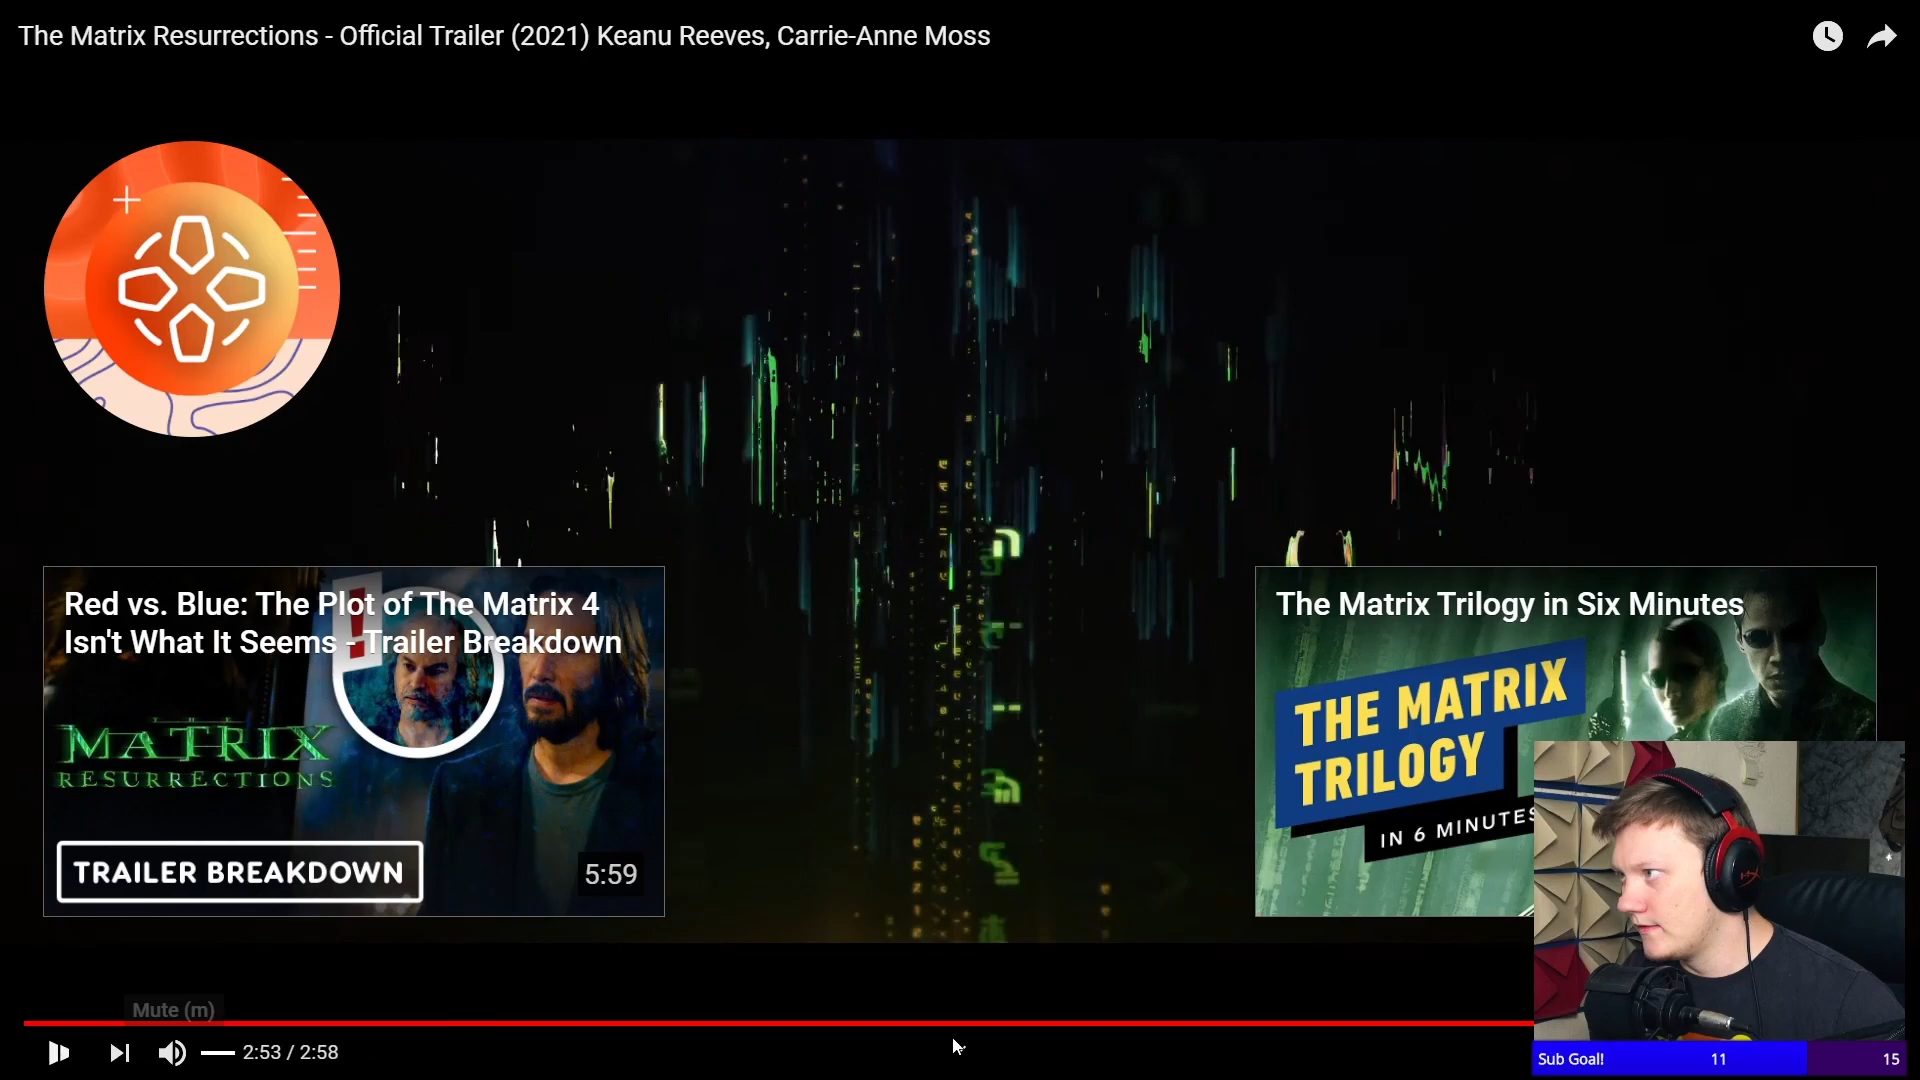 The Matrix Resurrections - Official Trailer (2021) Keanu Reeves, Carrie-Anne Moss
Red vs. Blue: The Plot of The Matrix 4
Isn't What It Seems - Trailer Breakdown
THE
MATRIX
RESURRECTIONS
TRAILER BREAKDOWN
5:59
The Matrix Trilogy in Six Minutes
THE MATRIX
TRILOGY
IN 6 MINUTES
Mute (m)
2:53 / 2:58
Sub Goal! 11 15